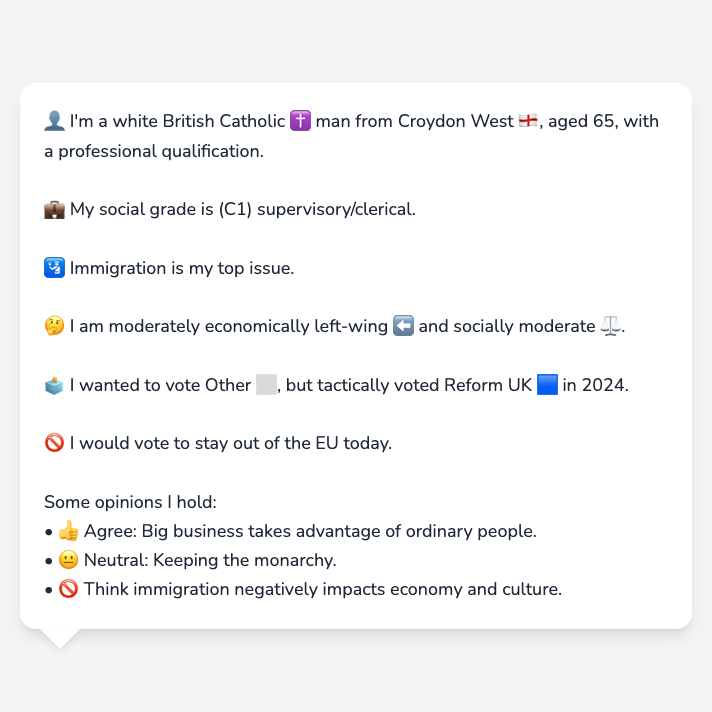 👤 I'm a white British Catholic ✝️ man from Croydon West 🏴󠁧󠁢󠁥󠁮󠁧󠁿, aged 65, with
a professional qualification.
💼 My social grade is (C1) supervisory/clerical.
🛂 Immigration is my top issue.
🤔 I am moderately economically left-wing ⬅️ and socially moderate ⚖️.
🗳️ I wanted to vote Other ⬜, but tactically voted Reform UK 🟦 in 2024.
🚫 I would vote to stay out of the EU today.
Some opinions I hold:
• 👍 Agree: Big business takes advantage of ordinary people.
• 😐 Neutral: Keeping the monarchy.
• 🚫 Think immigration negatively impacts economy and culture.